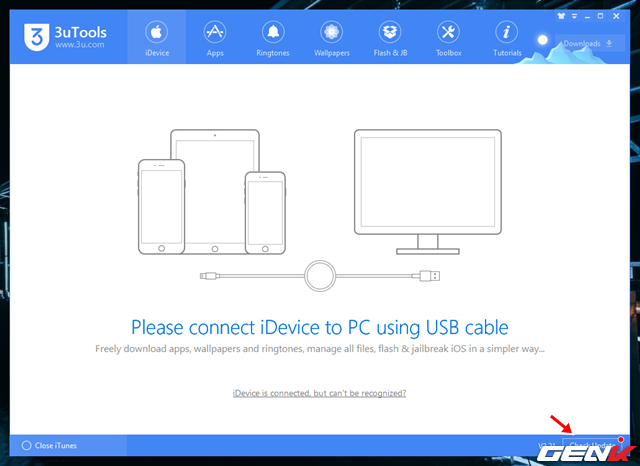 3 3uTools
www.3u.com
iDevice
Apps
Ringtones
Wallpapers
Flash & JB
Toolbox
Tutorials
Downloads
Please connect iDevice to PC using USB cable
Freely download apps, wallpapers and ringtones, manage all files, flash & jailbreak iOS in a simpler way...
iDevice is connected, but can't be recognized?
Close iTunes
Check Update
GENK